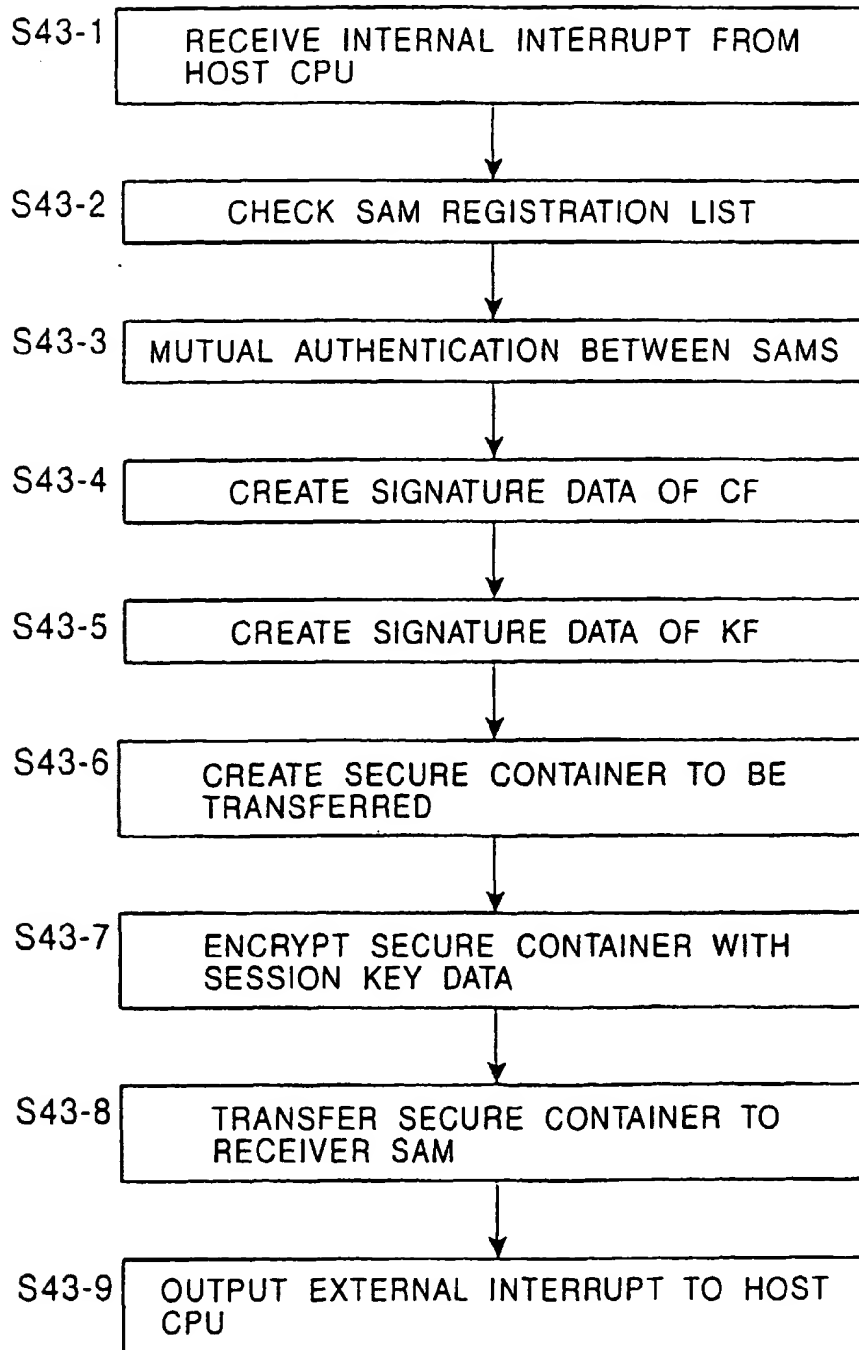 S43-1
RECEIVE INTERNAL INTERRUPT FROM
HOST CPU
S43-2
CHECK SAM REGISTRATION LIST
S43-3
MUTUAL AUTHENTICATION BETWEEN SAMS
S43-4
CREATE SIGNATURE DATA OF CF
S43-5
CREATE SIGNATURE DATA OF KF
S43-6
CREATE SECURE CONTAINER TO BE
TRANSFERRED
S43-7
ENCRYPT SECURE CONTAINER WITH
SESSION KEY DATA
S43-8
TRANSFER SECURE CONTAINER TO
RECEIVER SAM
S43-9
OUTPUT EXTERNAL INTERRUPT TO HOST
CPU